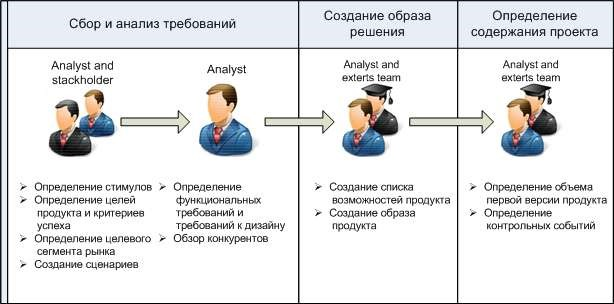 Сбор и анализ требований
Создание образа
решения
Определение
содержания проекта
Analyst and
stackholder
Analyst
Analyst and
exterts team
Analyst and
exterts team
Определение стимулов
Определение целей
продукта и критериев
успеха
Определение целевого
сегмента рынка
Создание сценариев
Определение
функциональных
требований и
требований к дизайну
Обзор конкурентов
Создание списка
возможностей продукта
Создание образа
продукта
Определение объема
первой версии продукта
Определение
контрольных событий